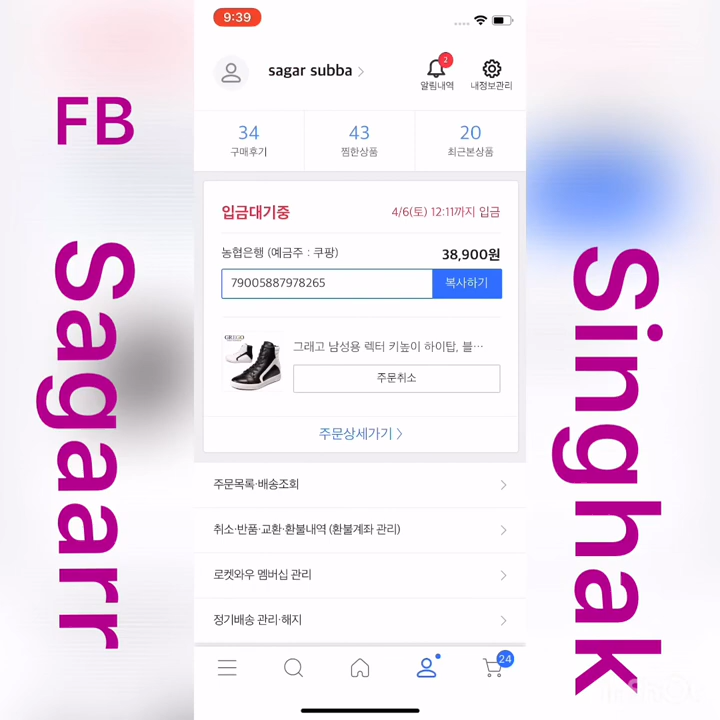 FB
Sagaarr
Singhak
9:39
sagar subba
2
알림내역
내정보관리
34
구매후기
43
찜한상품
20
최근본상품
입금대기중
4/6(토) 12:11까지 입금
농협은행 (예금주 : 쿠팡)
38,900원
79005887978265
복사하기
GREGO
그래고 남성용 렉터 키높이 하이탑, 블…
주문취소
주문상세가기
주문목록·배송조회
취소·반품·교환·환불내역 (환불계좌 관리)
로켓와우 멤버십 관리
정기배송 관리·해지
24